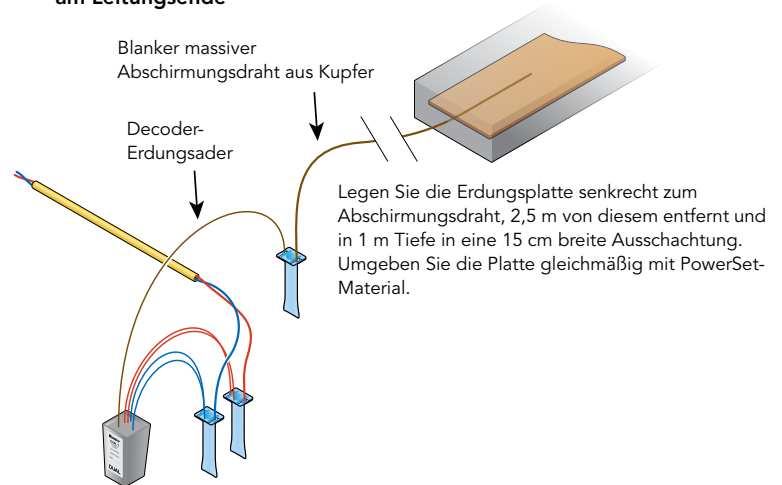 am Leitungsende
Blanker massiver
Abschirmungsdraht aus Kupfer
Decoder-
Erdungsader
Legen Sie die Erdungsplatte senkrecht zum
Abschirmungsdraht, 2,5 m von diesem entfernt und
in 1 m Tiefe in eine 15 cm breite Ausschachtung.
Umgeben Sie die Platte gleichmäßig mit PowerSet-
Material.
DUAL